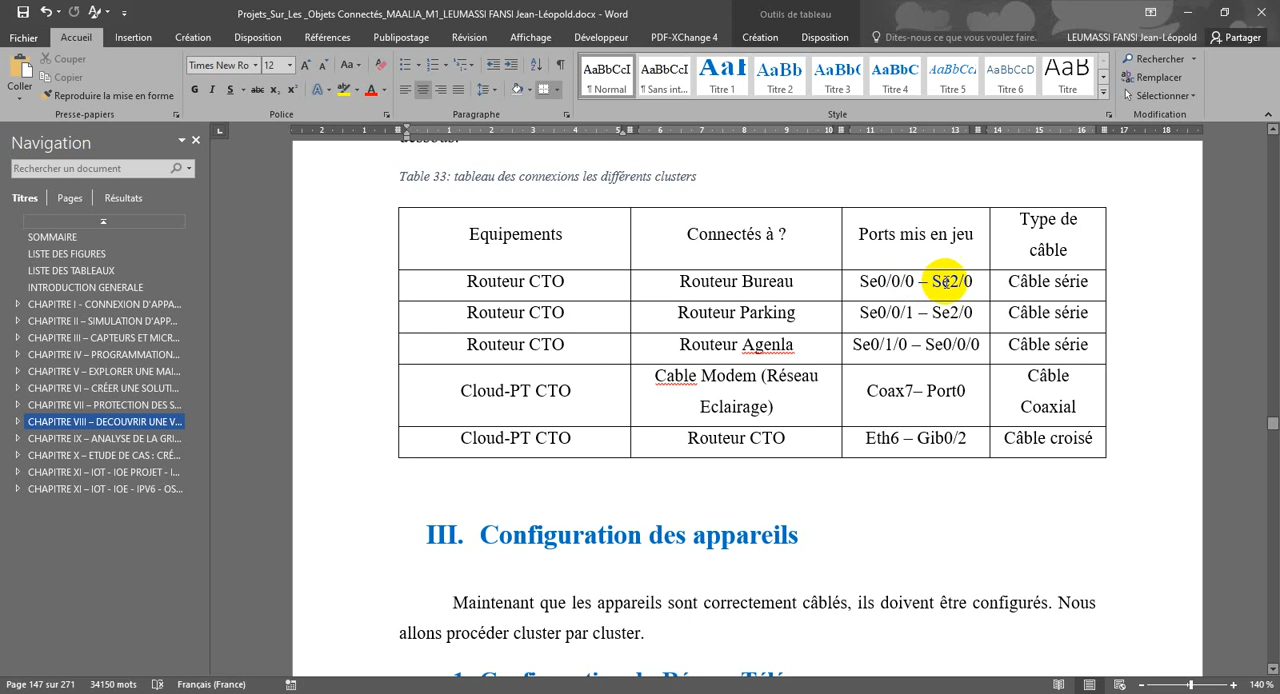 Projets_Sur_Les _Objets Connectés_MAALIA_M1_LEUMASSI FANSI Jean-Léopold.docx - Word
Outils de tableau
Fichier
Accueil
Insertion
Création
Disposition
Références
Publipostage
Révision
Affichage
Développeur
PDF-XChange 4
Création
Disposition
Dites-nous ce que vous voulez faire.
LEUMASSI FANSI Jean-Léopold
Partager
Coller
Couper
Copier
Reproduire la mise en forme
Presse-papiers
Times New Ro
12
Police
Paragraphe
AaBbCcI
¶ Normal
AaBbCcI
¶ Sans int...
Titre 1
AaBb
Titre 2
AaBb(
Titre 3
AaBbC
Titre 4
AaBbCc
Titre 5
AaBbCcD
Titre 6
AaB
Titre
Style
Rechercher
Remplacer
Sélectionner
Modification
Navigation
Rechercher un document
Titres
Pages
Résultats
SOMMAIRE
LISTE DES FIGURES
LISTE DES TABLEAUX
INTRODUCTION GENERALE
CHAPITRE I - CONNEXION D'APPA...
CHAPITRE II – SIMULATION D'APP...
CHAPITRE III – CAPTEURS ET MICR...
CHAPITRE IV – PROGRAMMATION...
CHAPITRE V – EXPLORER UNE MAI...
CHAPITRE VI – CRÉER UNE SOLUTI...
CHAPITRE VII – PROTECTION DES S...
CHAPITRE VIII – DECOUVRIR UNE V...
CHAPITRE IX – ANALYSE DE LA GRI...
CHAPITRE X – ETUDE DE CAS : CRÉ...
CHAPITRE XI – IOT - IOE PROJET - I...
CHAPITRE XI – IOT - IOE - IPV6 - OS...
dessous.
Table 33: tableau des connexions les différents clusters
Equipements
Connectés à ?
Ports mis en jeu
Type de
câble
Routeur CTO
Routeur Bureau
Se0/0/0 – Se2/0
Câble série
Routeur CTO
Routeur Parking
Se0/0/1 – Se2/0
Câble série
Routeur CTO
Routeur Agenla
Se0/1/0 – Se0/0/0
Câble série
Cloud-PT CTO
Cable Modem (Réseau
Eclairage)
Coax7– Port0
Câble
Coaxial
Cloud-PT CTO
Routeur CTO
Eth6 – Gib0/2
Câble croisé
III. Configuration des appareils
Maintenant que les appareils sont correctement câblés, ils doivent être configurés. Nous
allons procéder cluster par cluster.
Page 147 sur 271
34150 mots
Français (France)
140 %